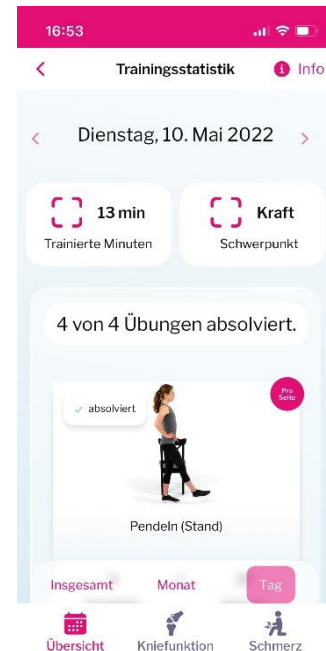 16:53
Trainingsstatistik
Info
Dienstag, 10. Mai 2022
13 min
Trainierte Minuten
Kraft
Schwerpunkt
4 von 4 Übungen absolviert.
absolviert
Pro
Seite
Pendeln (Stand)
Insgesamt Monat Tag
Übersicht Kniefunktion Schmerz